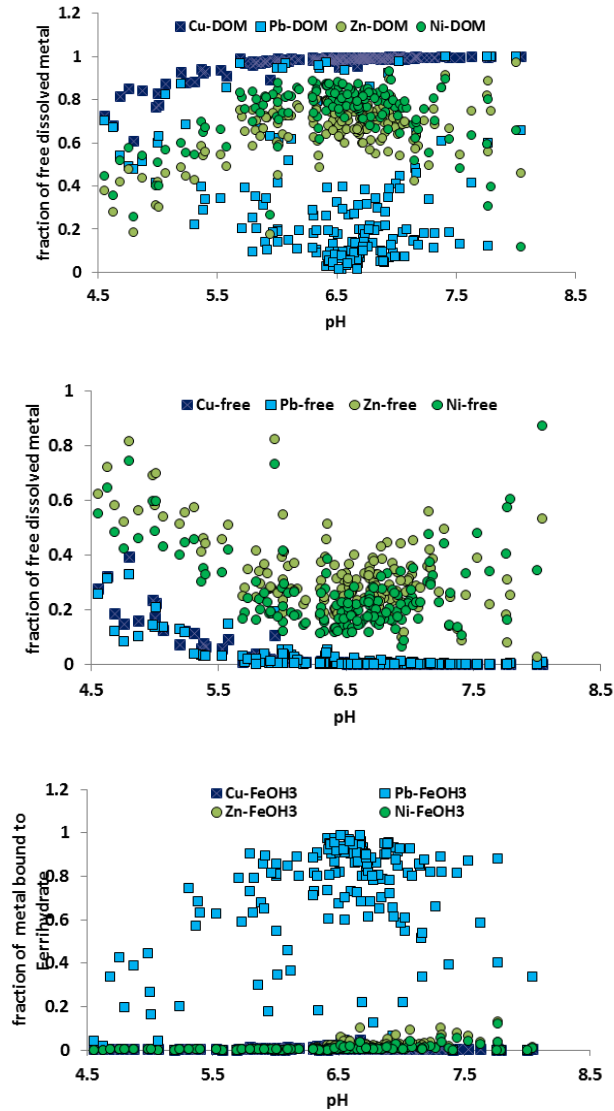 Cu-DOM Pb-DOM Zn-DOM Ni-DOM
fraction of free dissolved metal
1.2
1
0.8
0.6
0.4
0.2
0
4.5 5.5 6.5 7.5 8.5
pH
Cu-free Pb-free Zn-free Ni-free
fraction of free dissolved metal
1
0.8
0.6
0.4
0.2
0
4.5 5.5 6.5 7.5 8.5
pH
Cu-FeOH3 Pb-FeOH3
Zn-FeOH3 Ni-FeOH3
fraction of metal bound to
Ferrihydrate
1.2
1
0.8
0.6
0.4
0.2
0
4.5 5.5 6.5 7.5 8.5
pH